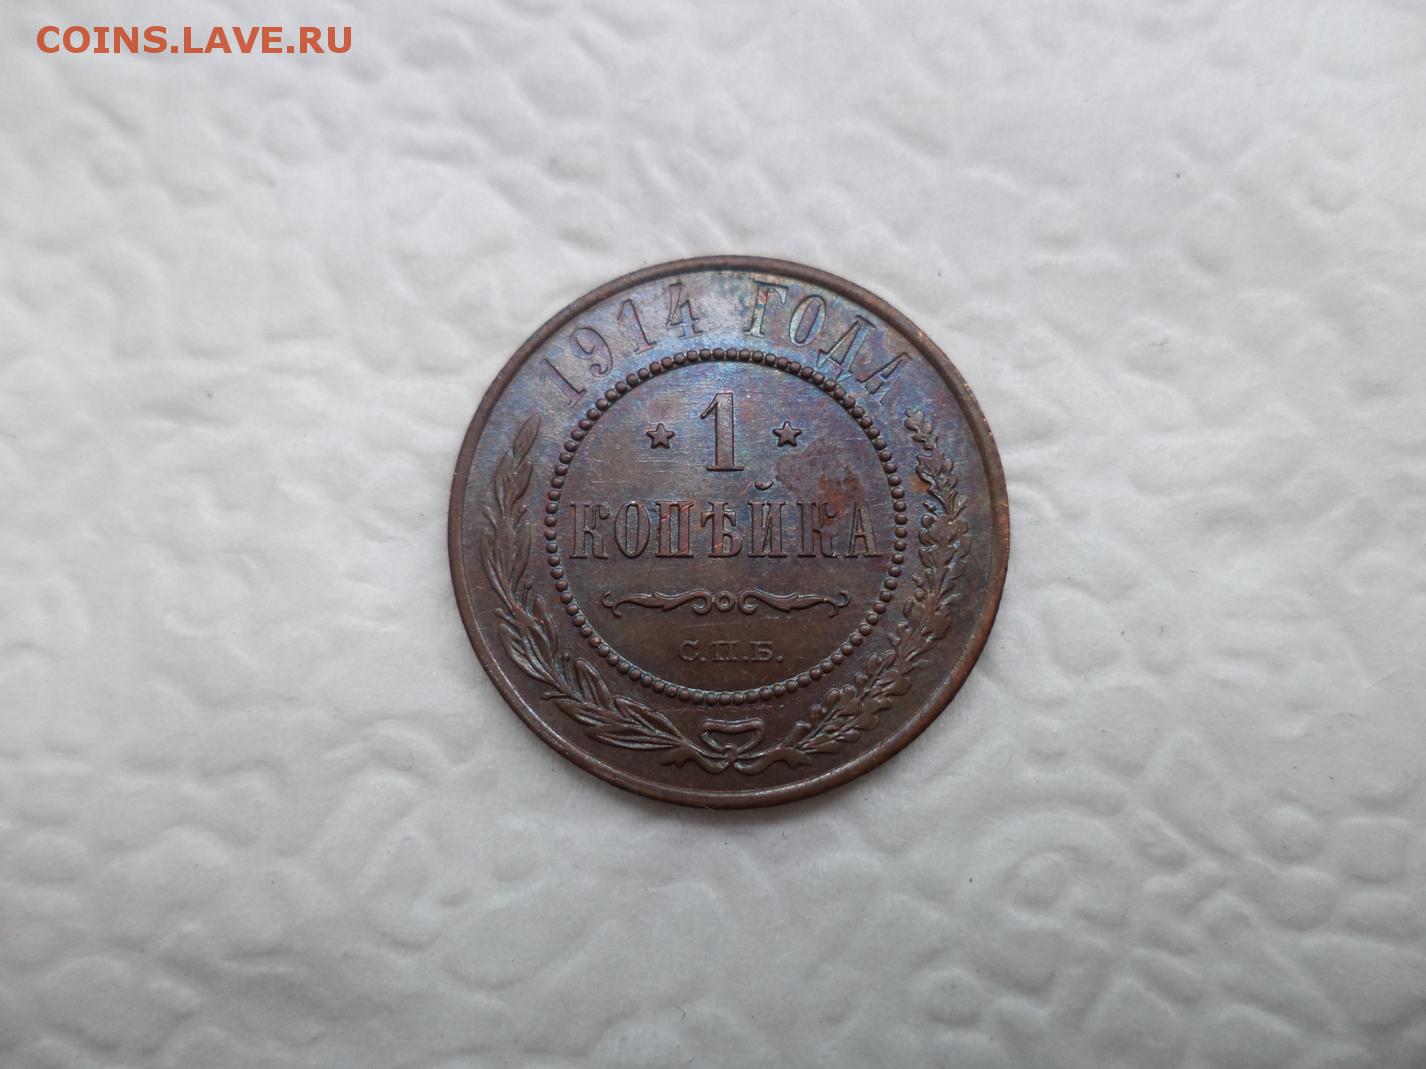 COINS.LAVE.RU
1914 ГОДА
* 1 *
КОПѢЙКА
С.П.Б.